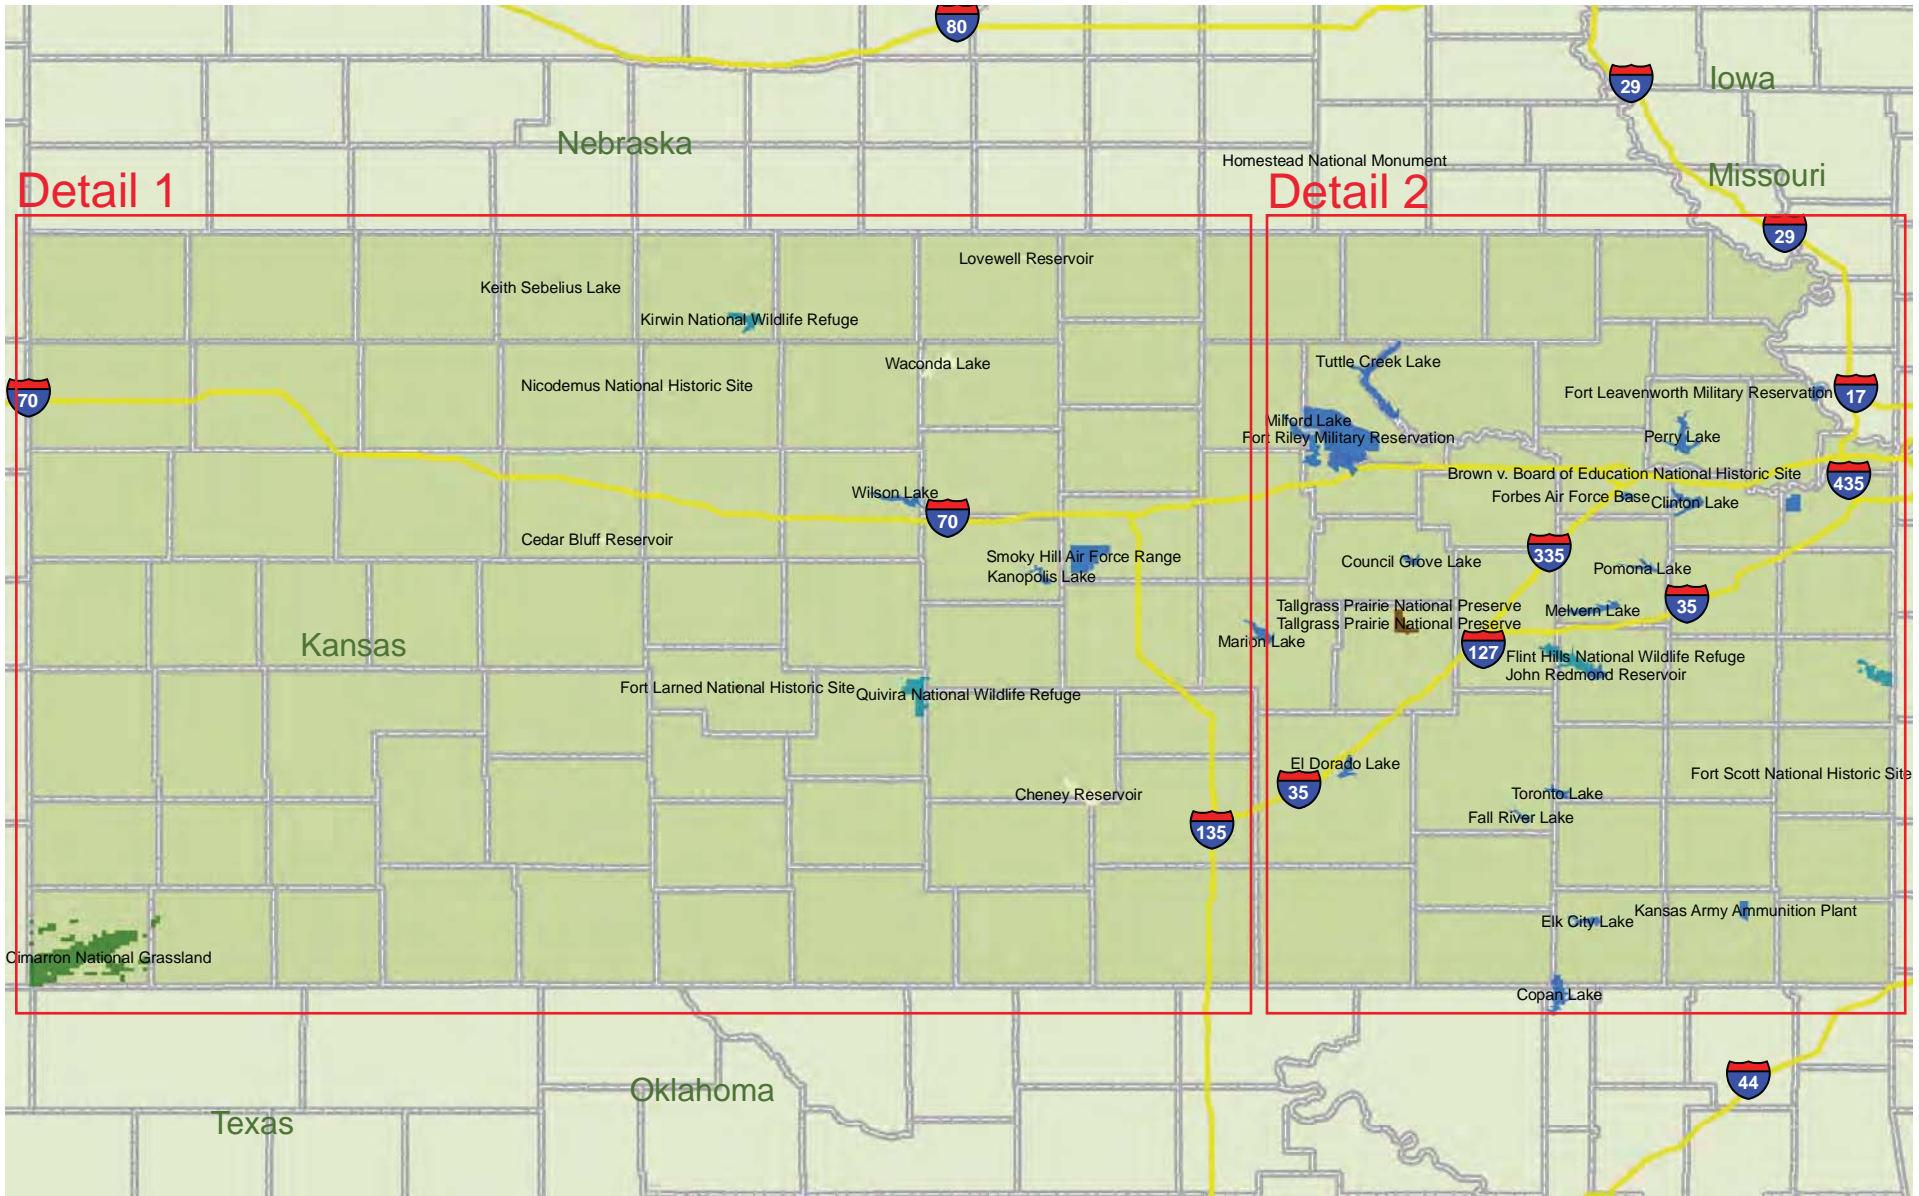 80
29
Iowa
Nebraska
Homestead National Monument
Missouri
Detail 1
Detail 2
29
Lovewell Reservoir
Keith Sebelius Lake
Kirwin National Wildlife Refuge
Waconda Lake
Tuttle Creek Lake
Nicodemus National Historic Site
Fort Leavenworth Military Reservation
17
70
Milford Lake
Fort Riley Military Reservation
Perry Lake
Brown v. Board of Education National Historic Site
435
Wilson Lake
Forbes Air Force Base
Clinton Lake
70
Cedar Bluff Reservoir
335
Smoky Hill Air Force Range
Council Grove Lake
Pomona Lake
Kanopolis Lake
35
Tallgrass Prairie National Preserve
Melvern Lake
Tallgrass Prairie National Preserve
Marion Lake
Kansas
127
Flint Hills National Wildlife Refuge
John Redmond Reservoir
Fort Larned National Historic Site
Quivira National Wildlife Refuge
El Dorado Lake
Fort Scott National Historic Site
35
Cheney Reservoir
Toronto Lake
Fall River Lake
135
Kansas Army Ammunition Plant
Elk City Lake
Cimarron National Grassland
Copan Lake
44
Oklahoma
Texas